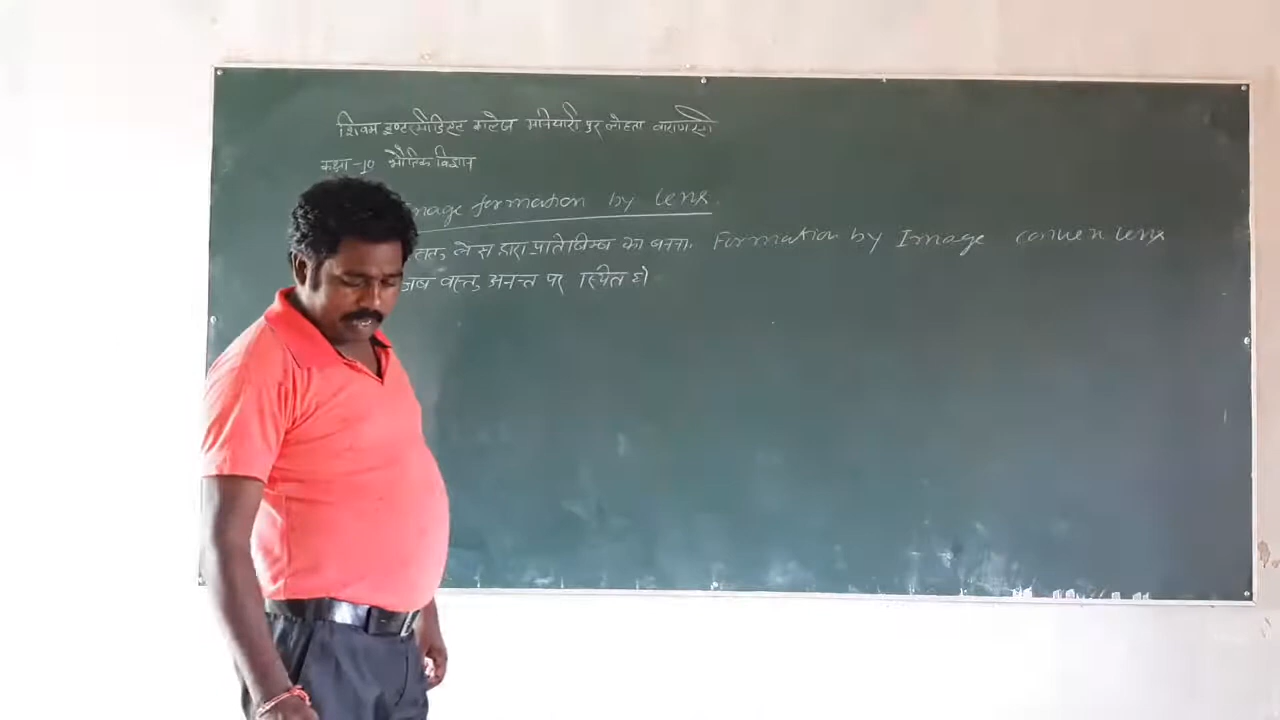 शिवम इण्टरमीडिएट कालेज मनियारी पुर लोहता वाराणसी
कक्षा -10 भौतिक विज्ञान
mage formation by lens.
लेन्स द्वारा प्रतिबिम्ब का बनना. Formation by Image convex lens
जब वस्तु अनन्त पर स्थित हो